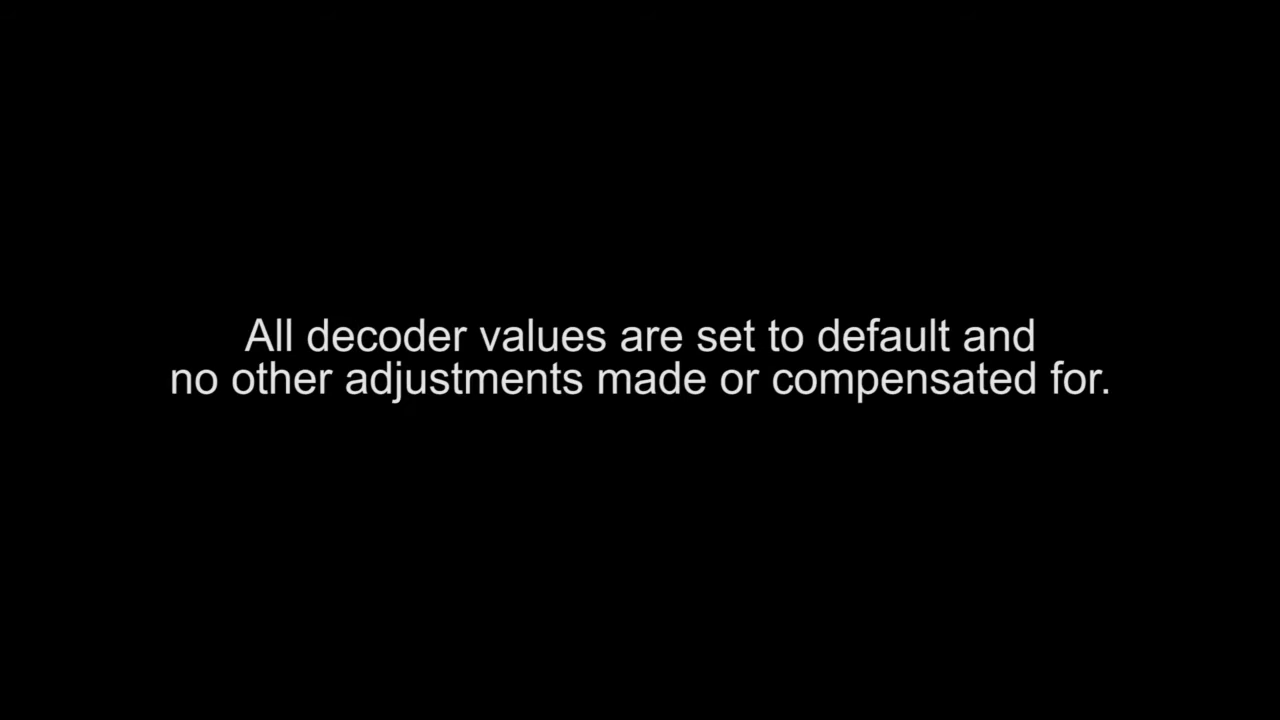 All decoder values are set to default and
no other adjustments made or compensated for.